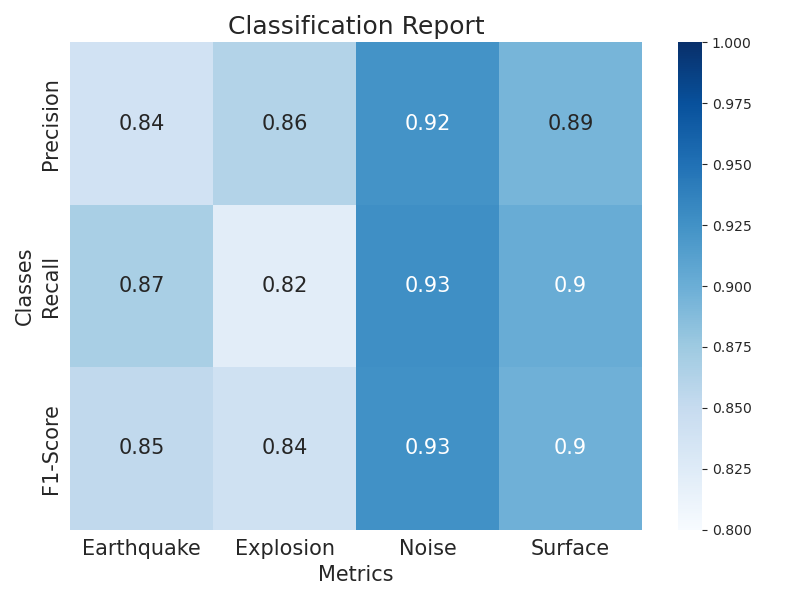 Classification Report
Classes
Precision 0.84 0.86 0.92 0.89
Recall 0.87 0.82 0.93 0.9
F1-Score 0.85 0.84 0.93 0.9
Earthquake Explosion Noise Surface
Metrics
1.000
0.975
0.950
0.925
0.900
0.875
0.850
0.825
0.800